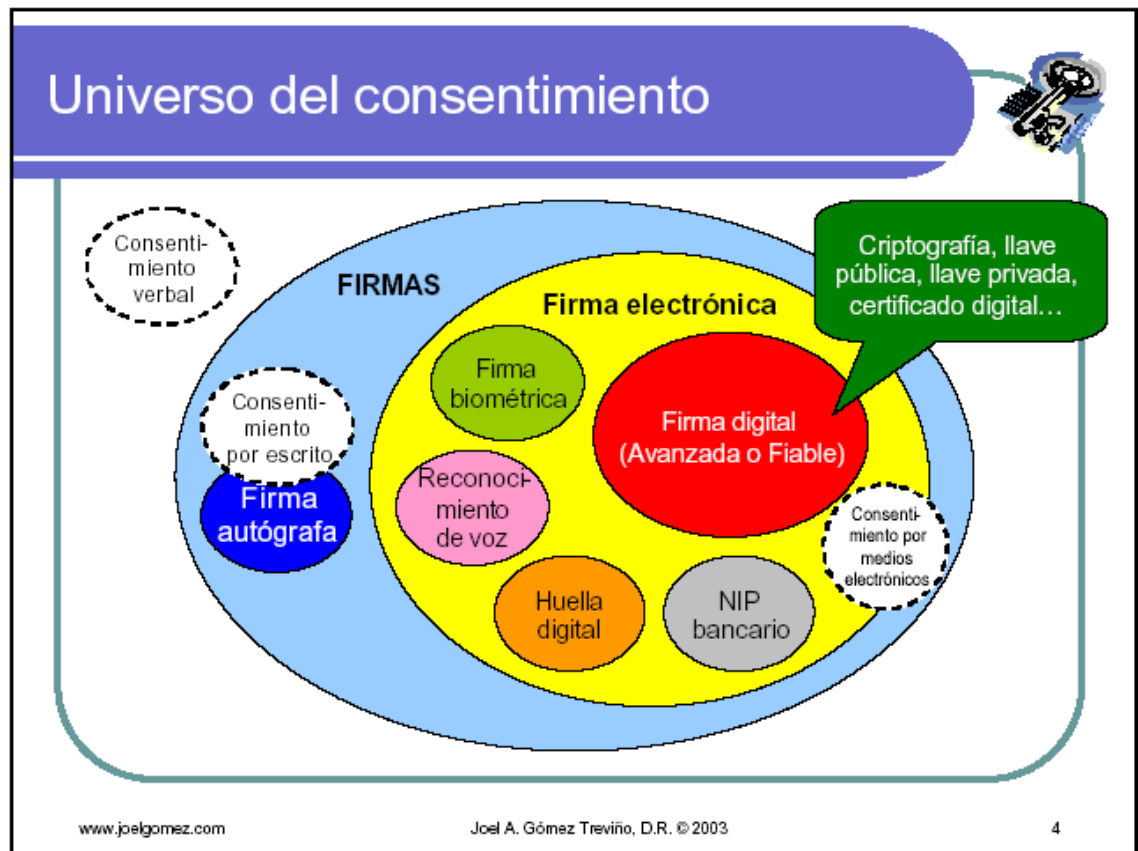 Universo del consentimiento
Consenti-
miento
verbal
FIRMAS
Firma electrónica
Criptografía, llave
pública, llave privada,
certificado digital…
Firma
biométrica
Firma digital
(Avanzada o Fiable)
Consenti-
miento
por escrito
Firma
autógrafa
Reconoci-
miento
de voz
Consenti-
miento por
medios
electrónicos
Huella
digital
NIP
bancario
www.joelgomez.com
Joel A. Gómez Treviño, D.R. © 2003
4